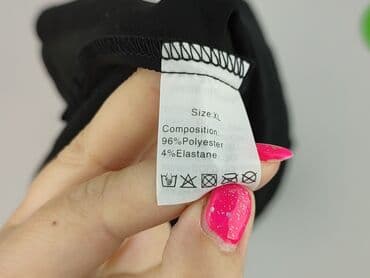 Size:XL
Composition:
96%Polyester
4%Elastane